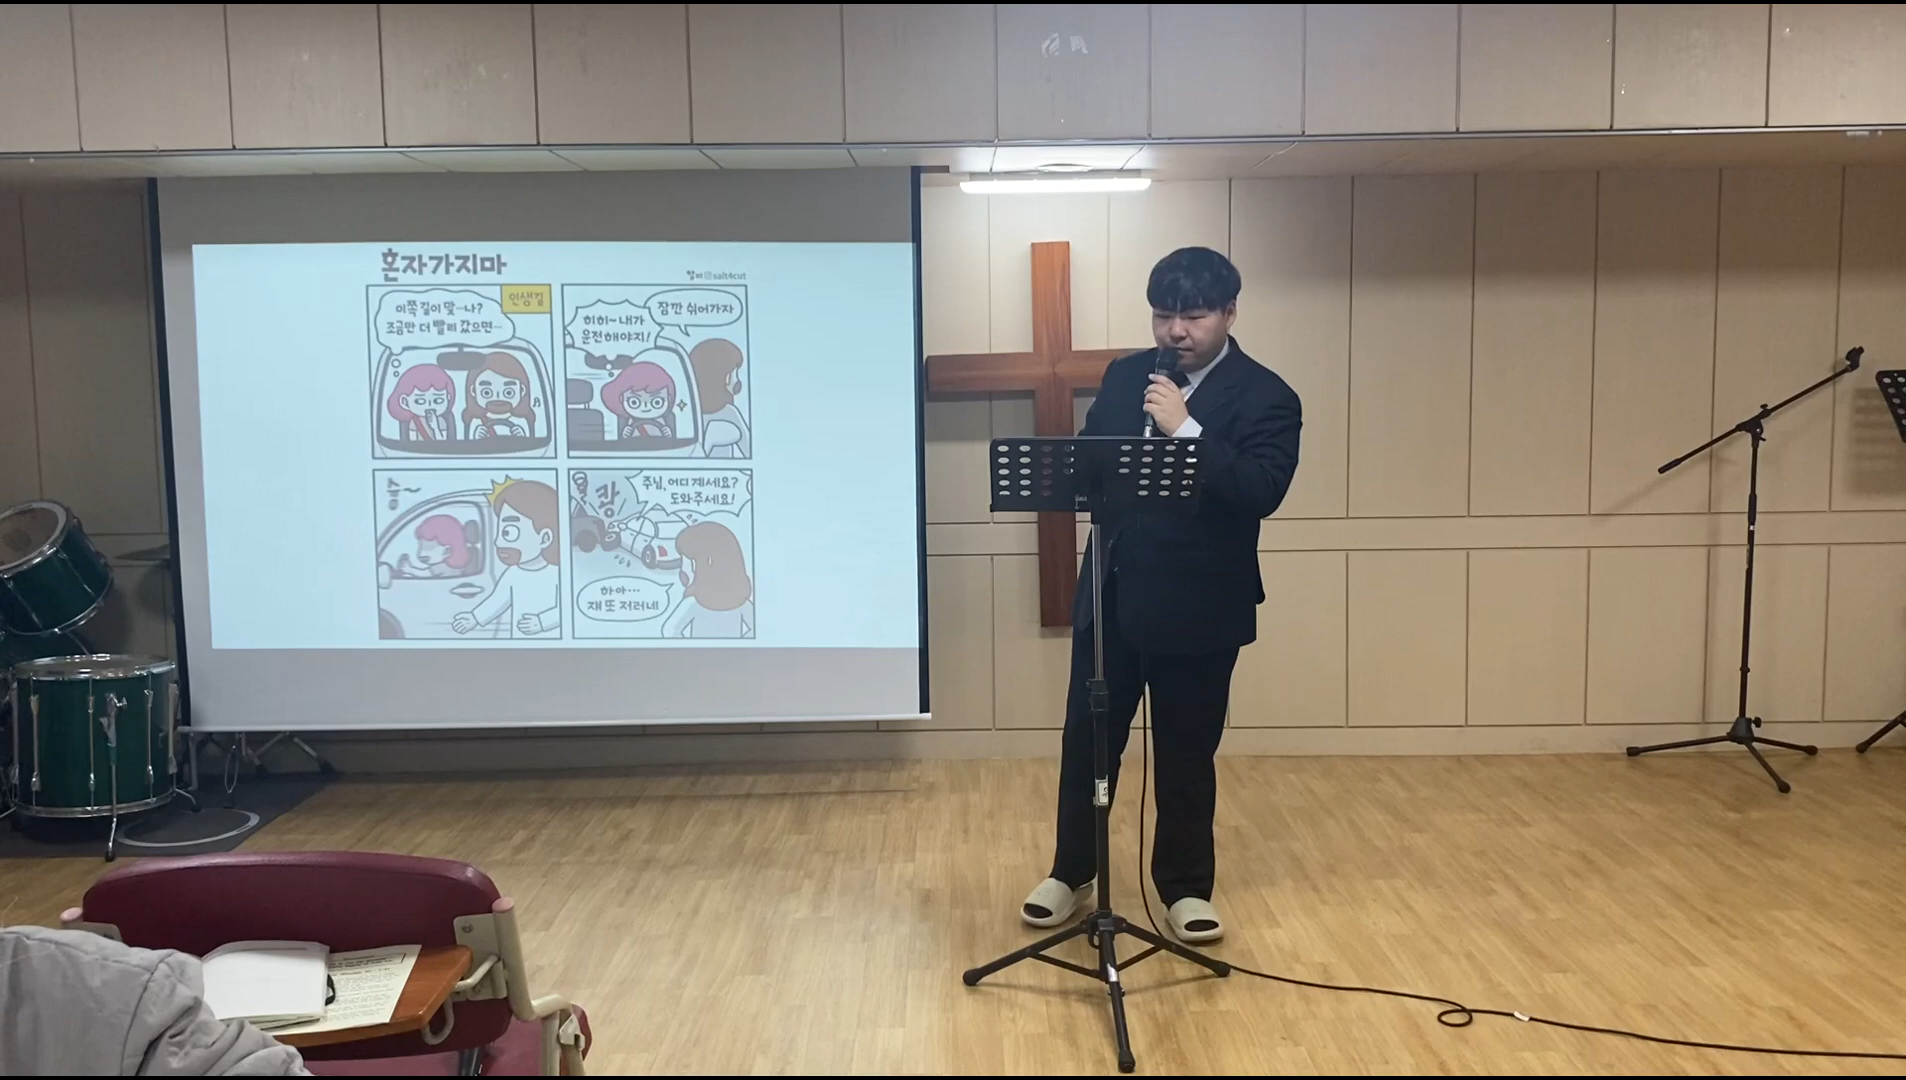 혼자가지마
@salt4cut
이쪽 길이 맞…나?
조금만 더 빨리 갔으면…
인생길
히히~ 내가
운전해야지!
잠깐 쉬어가자
슝~
쾅
주님, 어디 계세요?
도와주세요!
하아…
쟤 또 저러네